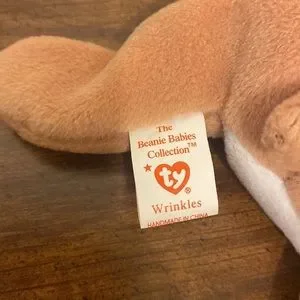 The
Beanie Babies
Collection™
ty
Wrinkles
HANDMADE IN CHINA